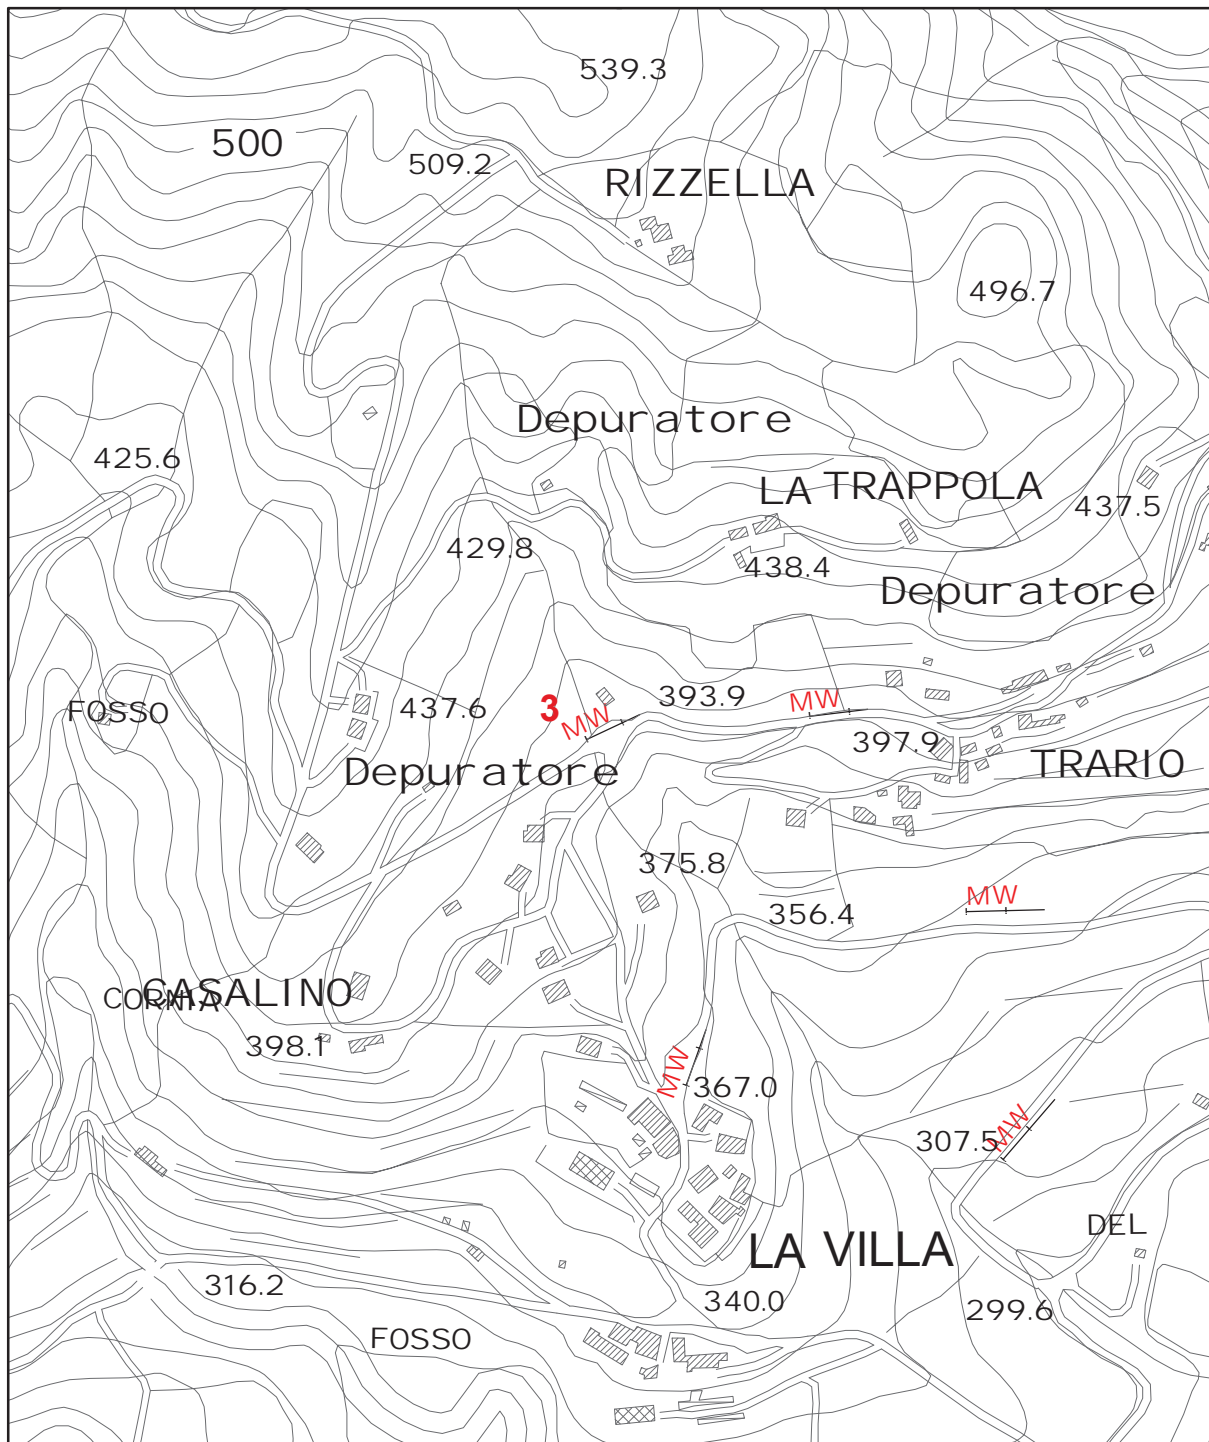 539.3
500
509.2
RIZZELLA
496.7
Depuratore
425.6
LA TRAPPOLA
437.5
429.8
438.4
Depuratore
FOSSO
437.6
3
MW
393.9
MW
397.9
Depuratore
TRARIO
375.8
356.4
MW
CORNIA
CASALINO
398.1
MW
367.0
307.5
MW
DEL
LA VILLA
316.2
340.0
299.6
FOSSO